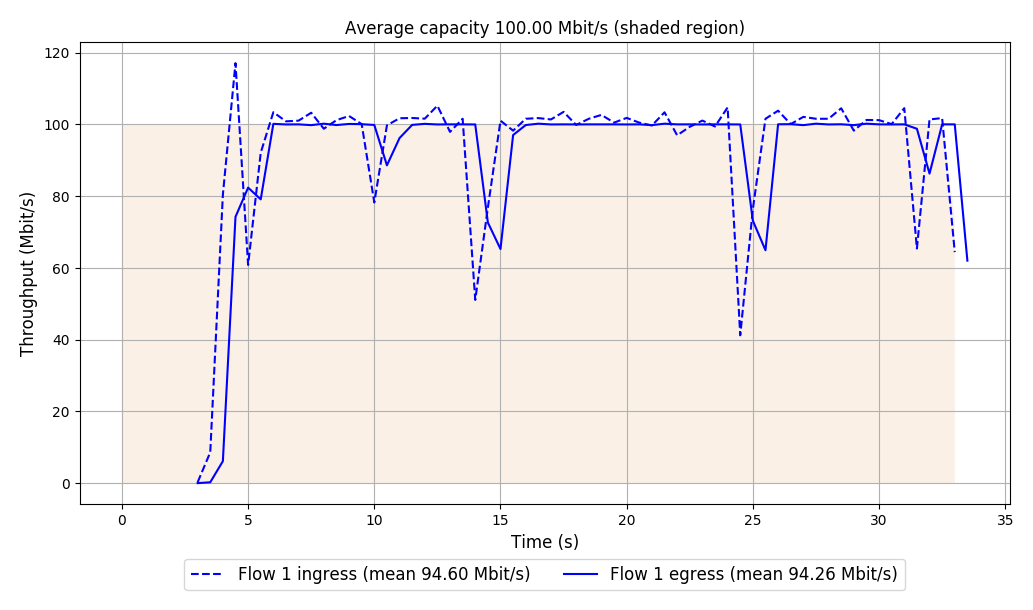 Average capacity 100.00 Mbit/s (shaded region)
Throughput (Mbit/s)
120
100
80
60
40
20
0
0 5 10 15 20 25 30 35
Time (s)
Flow 1 ingress (mean 94.60 Mbit/s) Flow 1 egress (mean 94.26 Mbit/s)